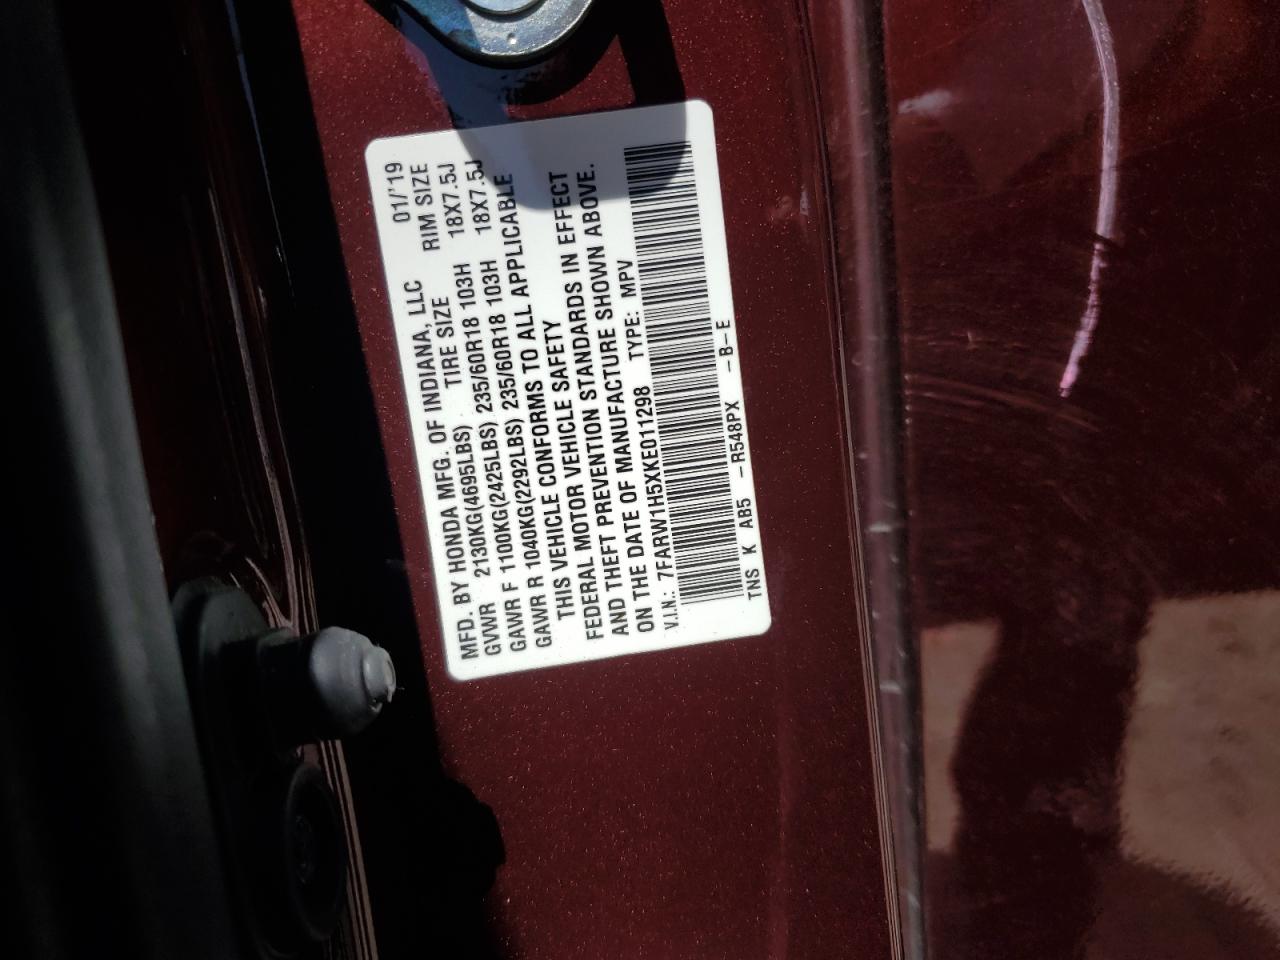 MFD. BY HONDA MFG. OF INDIANA, LLC 01/'19
GVWR 2130KG(4695LBS) TIRE SIZE RIM SIZE
GAWR F 1100KG(2425LBS) 235/60R18 103H 18X7.5J
GAWR R 1040KG(2292LBS) 235/60R18 103H 18X7.5J
THIS VEHICLE CONFORMS TO ALL APPLICABLE
FEDERAL MOTOR VEHICLE SAFETY
AND THEFT PREVENTION STANDARDS IN EFFECT
ON THE DATE OF MANUFACTURE SHOWN ABOVE.
V.I.N.: 7FARW1H5XKE011298 TYPE: MPV
TNS K AB5 -R548PX -B-E